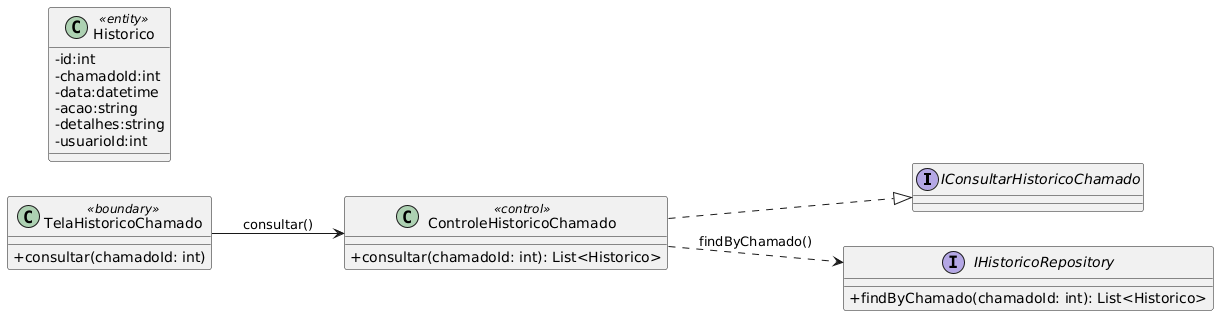 C «entity»
Historico
-id:int
-chamadoId:int
-data:datetime
-acao:string
-detalhes:string
-usuarioId:int
C «boundary»
TelaHistoricoChamado
+consultar(chamadoId: int)
consultar()
C «control»
ControleHistoricoChamado
+consultar(chamadoId: int): List<Historico>
I IConsultarHistoricoChamado
findByChamado()
I IHistoricoRepository
+findByChamado(chamadoId: int): List<Historico>